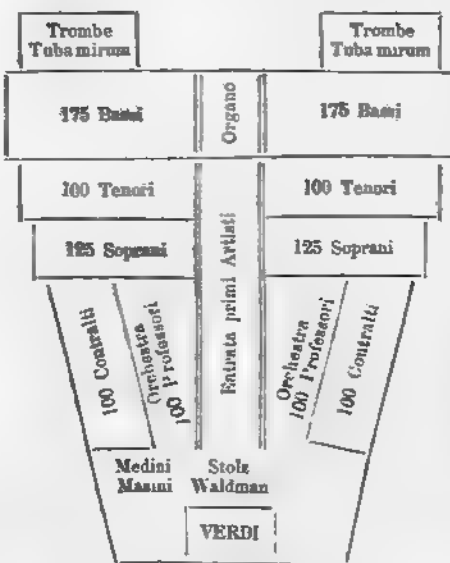 Trombe
Tuba mirum
Trombe
Tuba mirum
175 Bassi
Organo
175 Bassi
100 Tenori
100 Tenori
125 Soprani
125 Soprani
Entrata primi Artisti
100 Contralti
Orchestra
100 Professori
Orchestra
100 Professori
100 Contralti
Medini
Masini
Stolz
Waldman
VERDI